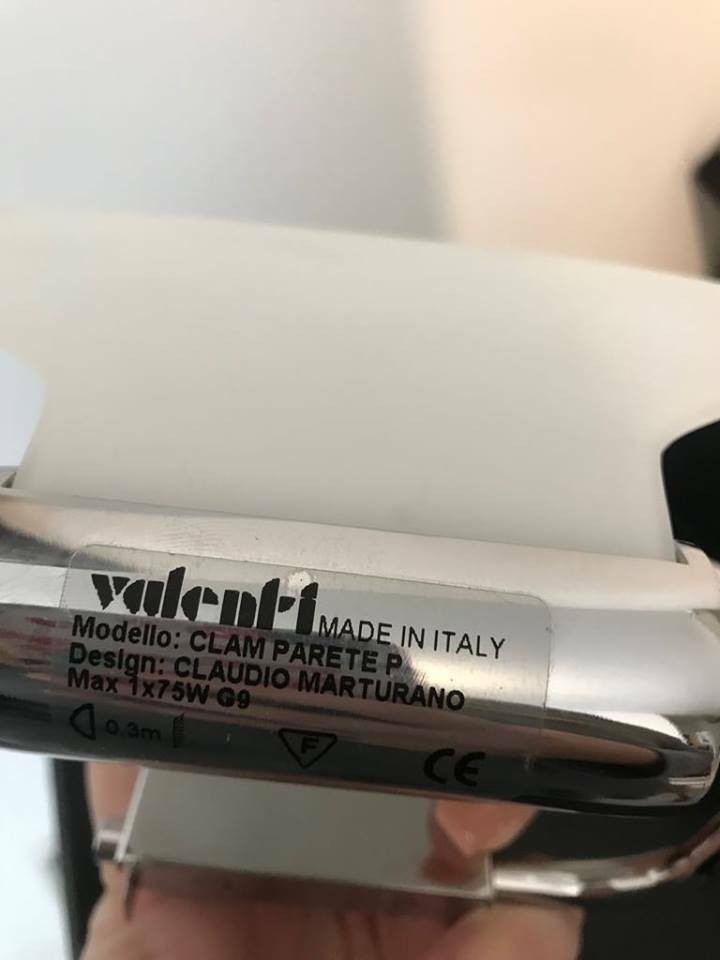 valenti MADE IN ITALY
Modello: CLAM PARETE P
Design: CLAUDIO MARTURANO
Max 1x75W G9
0.3m F CE